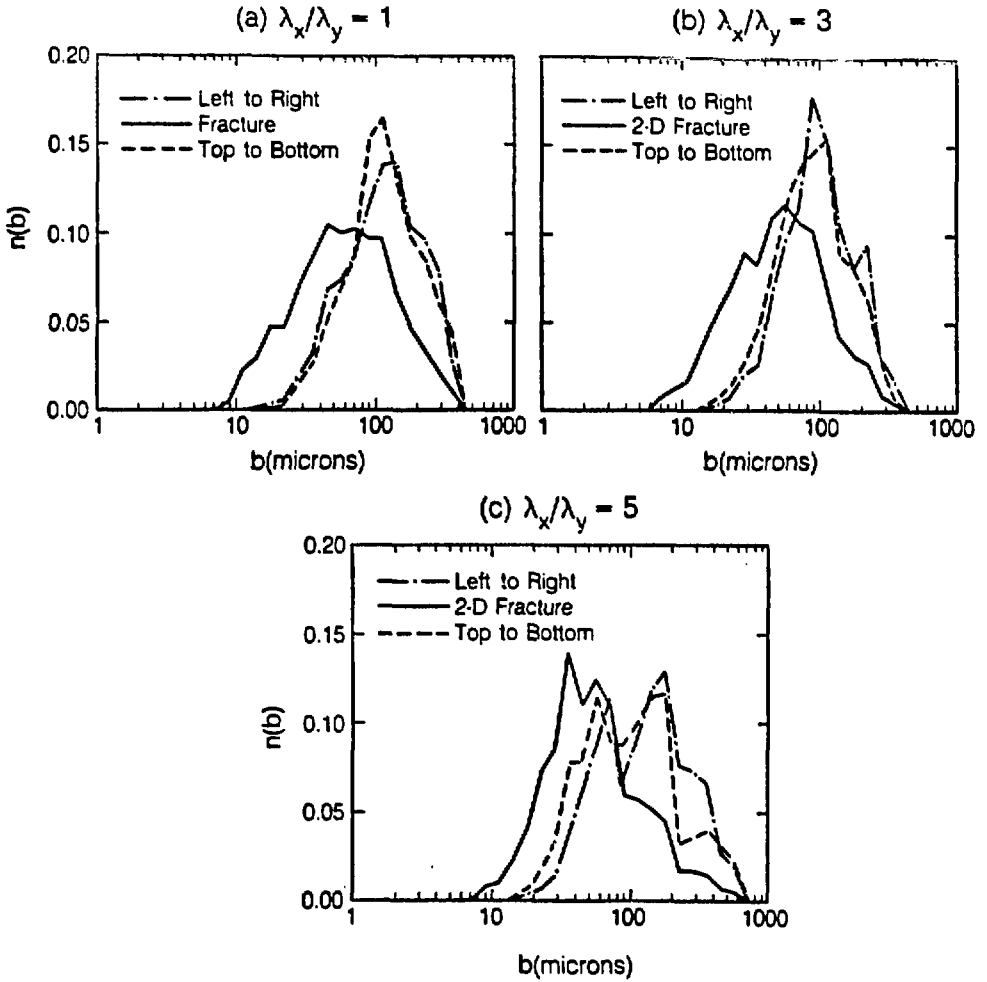 (a) λx/λy = 1
0.20
0.15
0.10
0.05
0.00
n(b)
Left to Right
Fracture
Top to Bottom
1 10 100 1000
b(microns)
(b) λx/λy = 3
Left to Right
2-D Fracture
Top to Bottom
1 10 100 1000
b(microns)
(c) λx/λy = 5
0.20
0.15
0.10
0.05
0.00
n(b)
Left to Right
2-D Fracture
Top to Bottom
1 10 100 1000
b(microns)